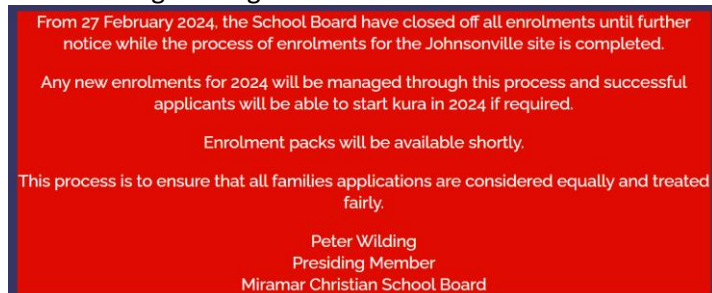 From 27 February 2024, the School Board have closed off all enrolments until further
notice while the process of enrolments for the Johnsonville site is completed.
Any new enrolments for 2024 will be managed through this process and successful
applicants will be able to start kura in 2024 if required.
Enrolment packs will be available shortly.
This process is to ensure that all families applications are considered equally and treated
fairly.
Peter Wilding
Presiding Member
Miramar Christian School Board